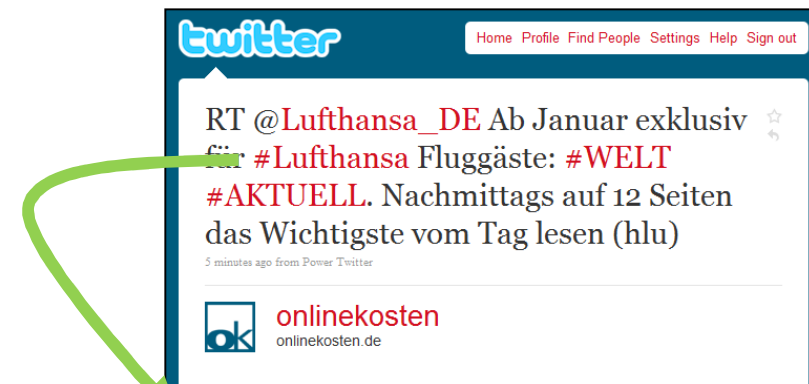 twitter
Home Profile Find People Settings Help Sign out
RT @Lufthansa_DE Ab Januar exklusiv
für #Lufthansa Fluggäste: #WELT
#AKTUELL. Nachmittags auf 12 Seiten
das Wichtigste vom Tag lesen (hlu)
5 minutes ago from Power Twitter
ok
onlinekosten
onlinekosten.de